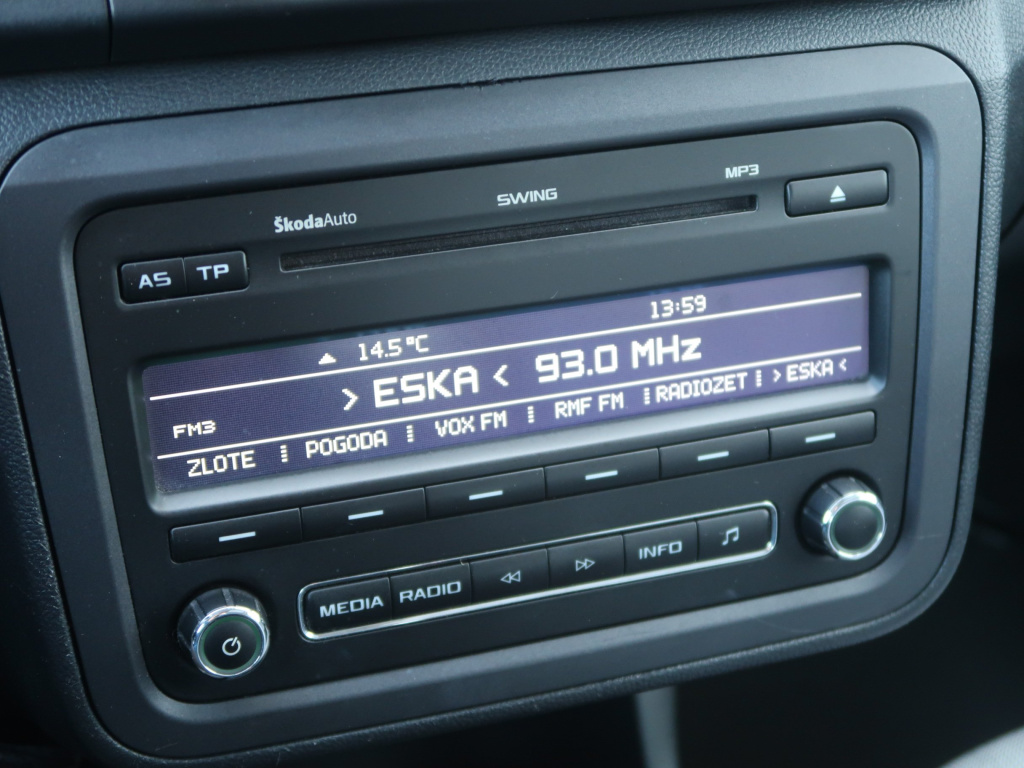 ŠkodaAuto SWING MP3
AS TP
14.5°C 13:59
FM3 > ESKA < 93.0 MHz
ZLOTE POGODA VOX FM RMF FM RADIOZET > ESKA <
MEDIA RADIO INFO